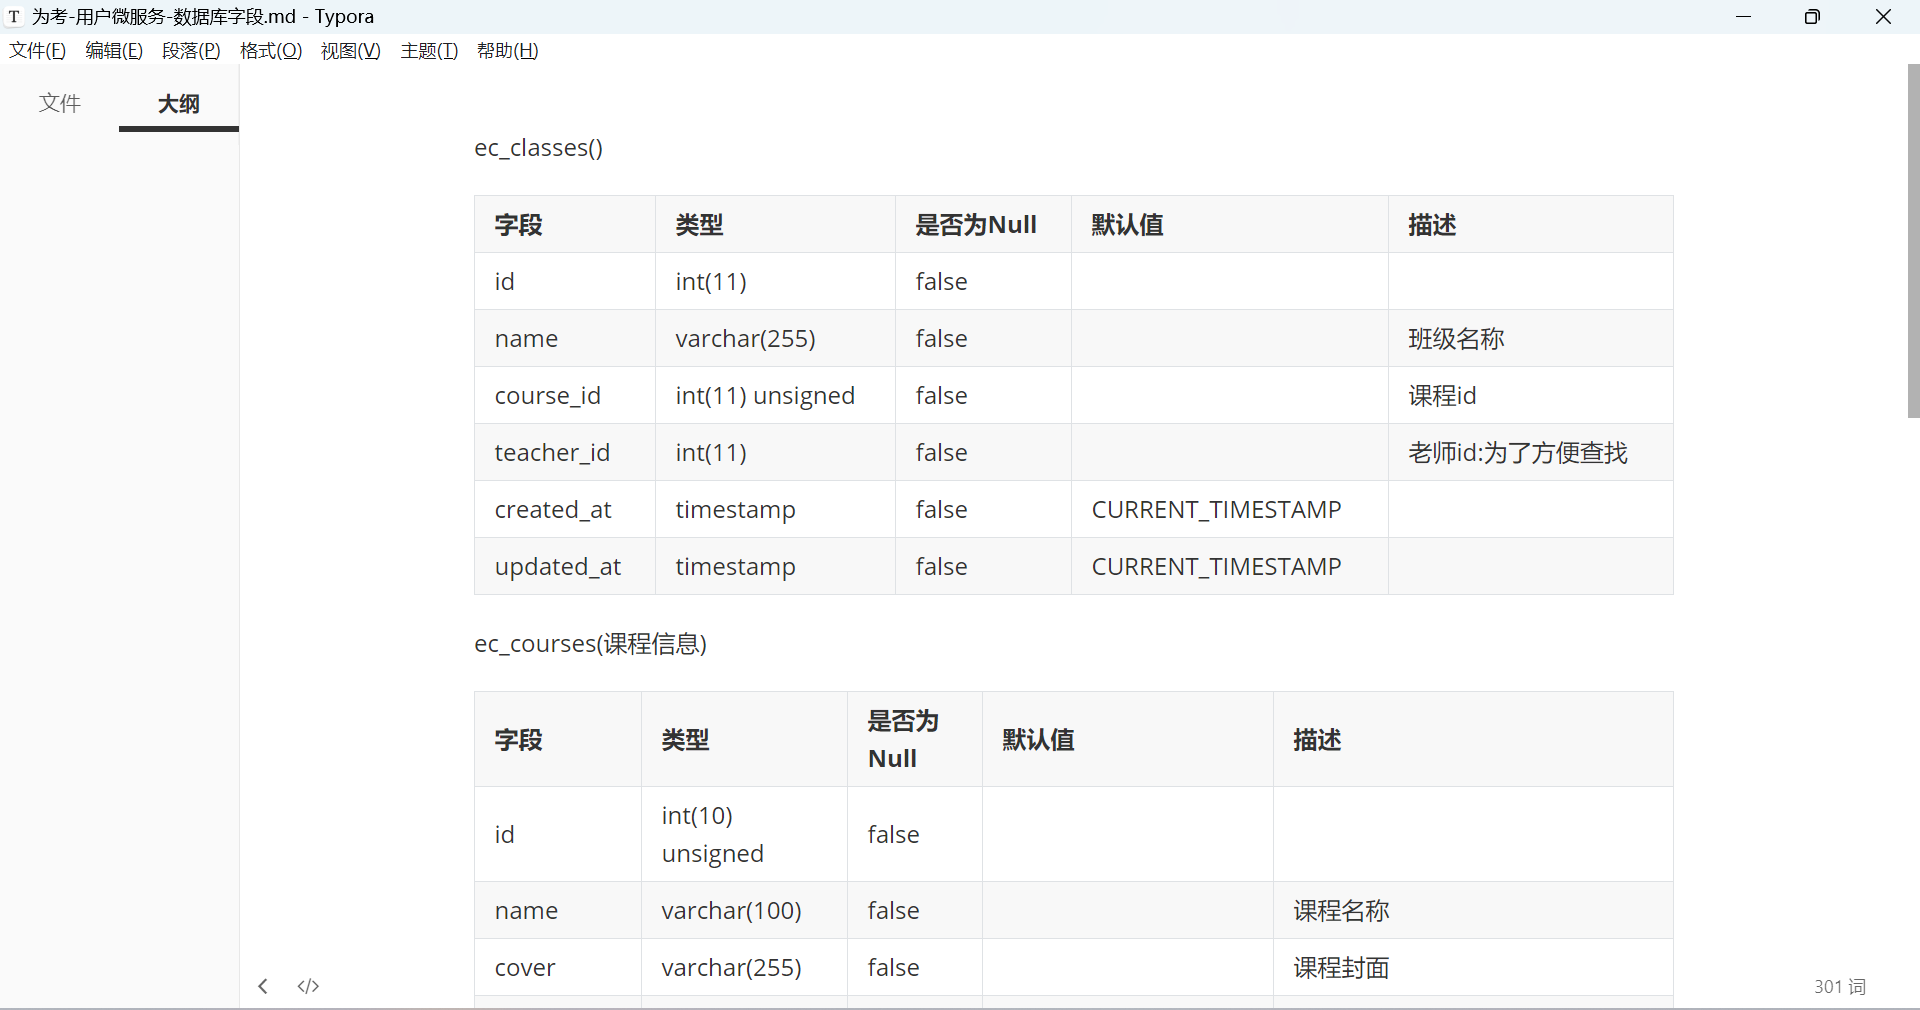 T 为考-用户微服务-数据库字段.md - Typora
文件(F) 编辑(E) 段落(P) 格式(O) 视图(V) 主题(T) 帮助(H)
文件 大纲
ec_classes()
字段 类型 是否为Null 默认值 描述
id int(11) false
name varchar(255) false 班级名称
course_id int(11) unsigned false 课程id
teacher_id int(11) false 老师id:为了方便查找
created_at timestamp false CURRENT_TIMESTAMP
updated_at timestamp false CURRENT_TIMESTAMP
ec_courses(课程信息)
字段 类型 是否为 默认值 描述
Null
id int(10) false
unsigned
name varchar(100) false 课程名称
cover varchar(255) false 课程封面
</> 301 词